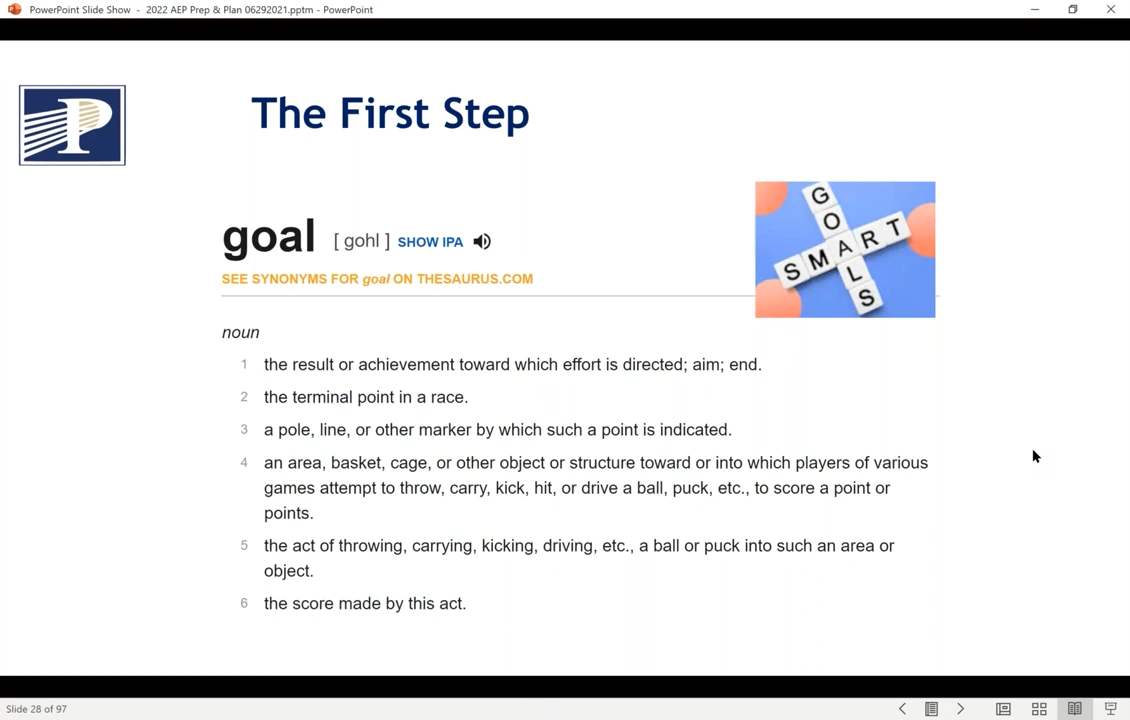 PowerPoint Slide Show - 2022 AEP Prep & Plan 06292021.pptm - PowerPoint
P
The First Step
goal [ gohl ] SHOW IPA
SEE SYNONYMS FOR goal ON THESAURUS.COM
GOALS
SMART
noun
1 the result or achievement toward which effort is directed; aim; end.
2 the terminal point in a race.
3 a pole, line, or other marker by which such a point is indicated.
4 an area, basket, cage, or other object or structure toward or into which players of various
games attempt to throw, carry, kick, hit, or drive a ball, puck, etc., to score a point or
points.
5 the act of throwing, carrying, kicking, driving, etc., a ball or puck into such an area or
object.
6 the score made by this act.
Slide 28 of 97